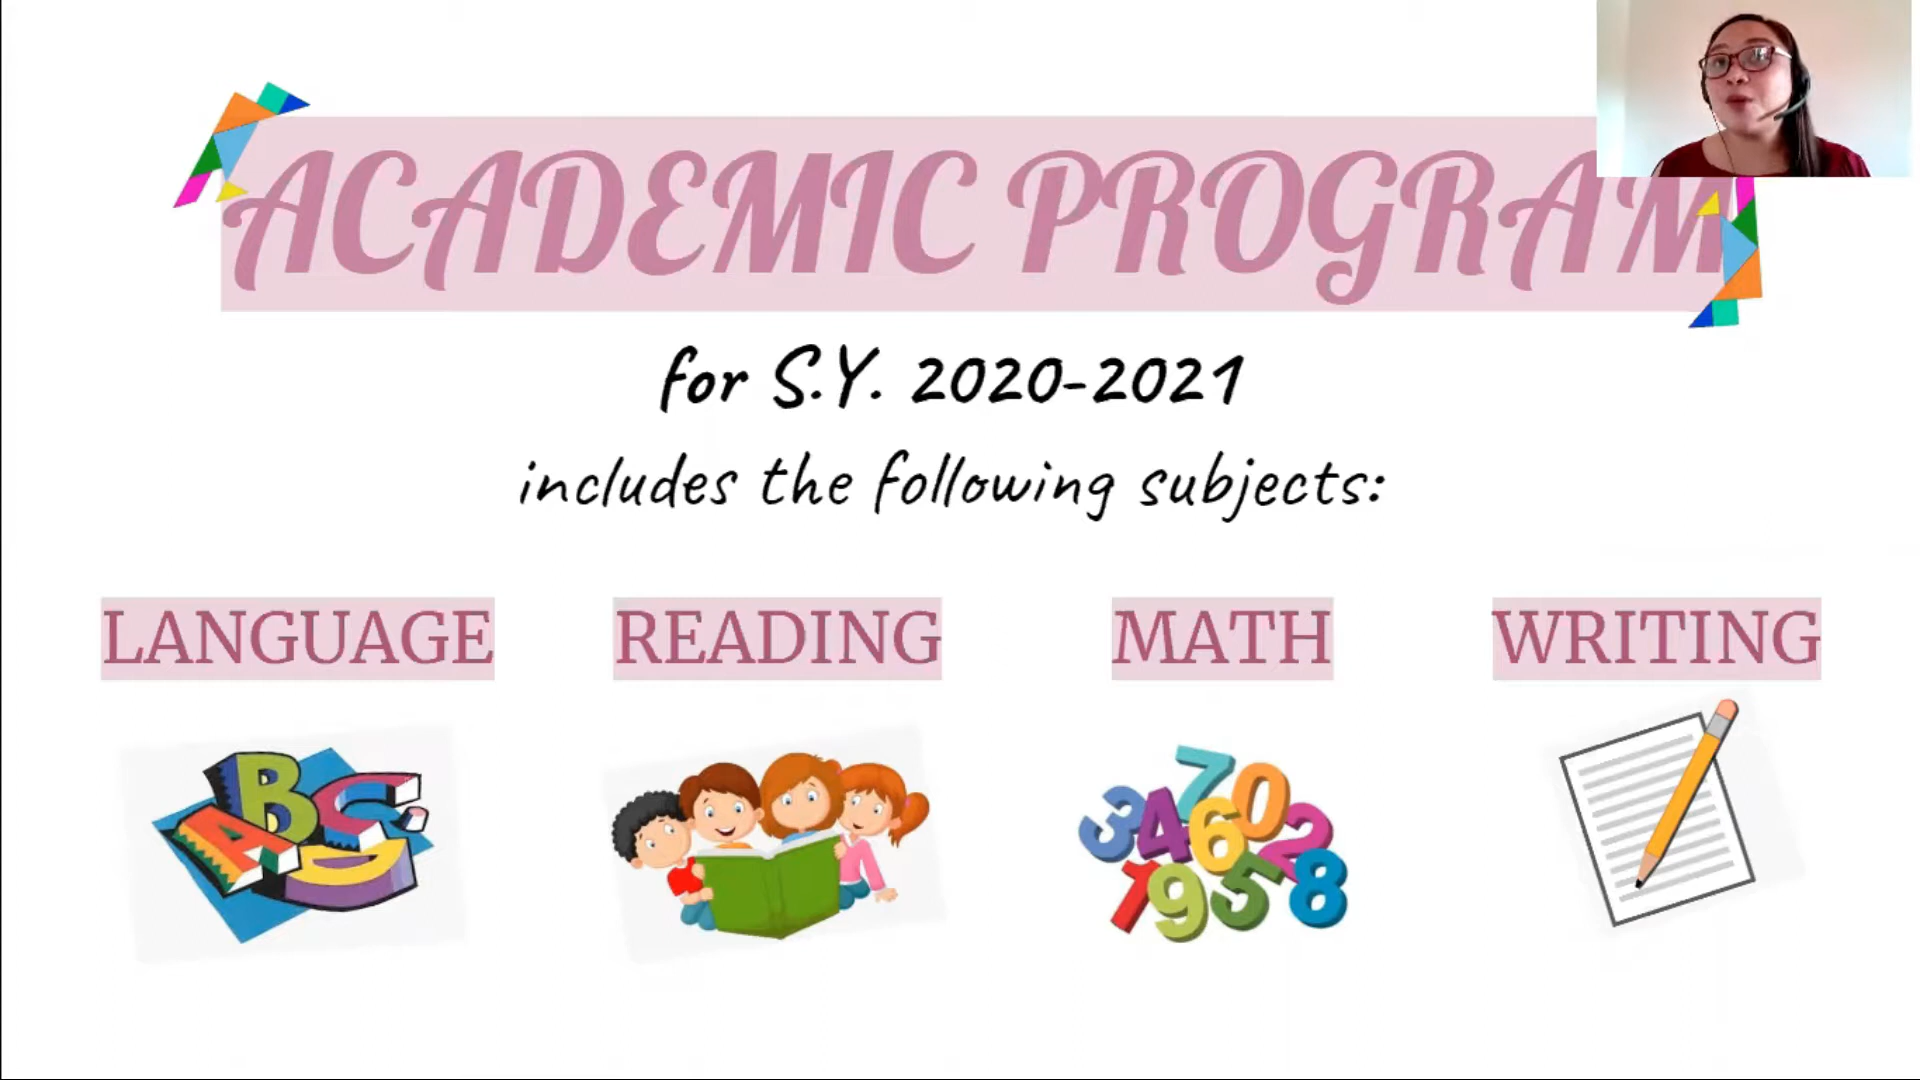 ACADEMIC PROGRAM
for S.Y. 2020-2021
includes the following subjects:
LANGUAGE
READING
MATH
WRITING